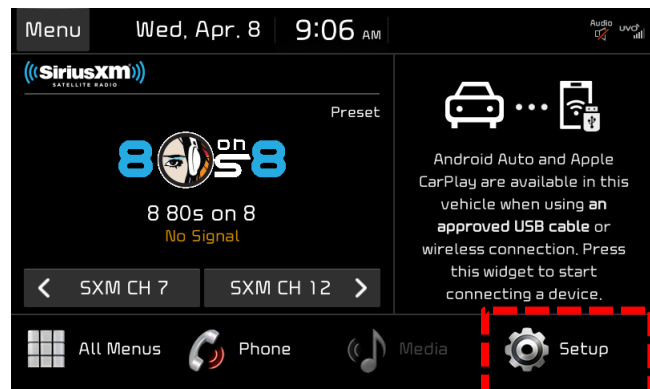 Menu
Wed, Apr. 8
9:06 AM
Audio
UVO
((SiriusXM))
SATELLITE RADIO
Preset
80s on 8
8 80s on 8
No Signal
SXM CH 7
SXM CH 12
Android Auto and Apple
CarPlay are available in this
vehicle when using an
approved USB cable or
wireless connection. Press
this widget to start
connecting a device.
All Menus
Phone
Media
Setup